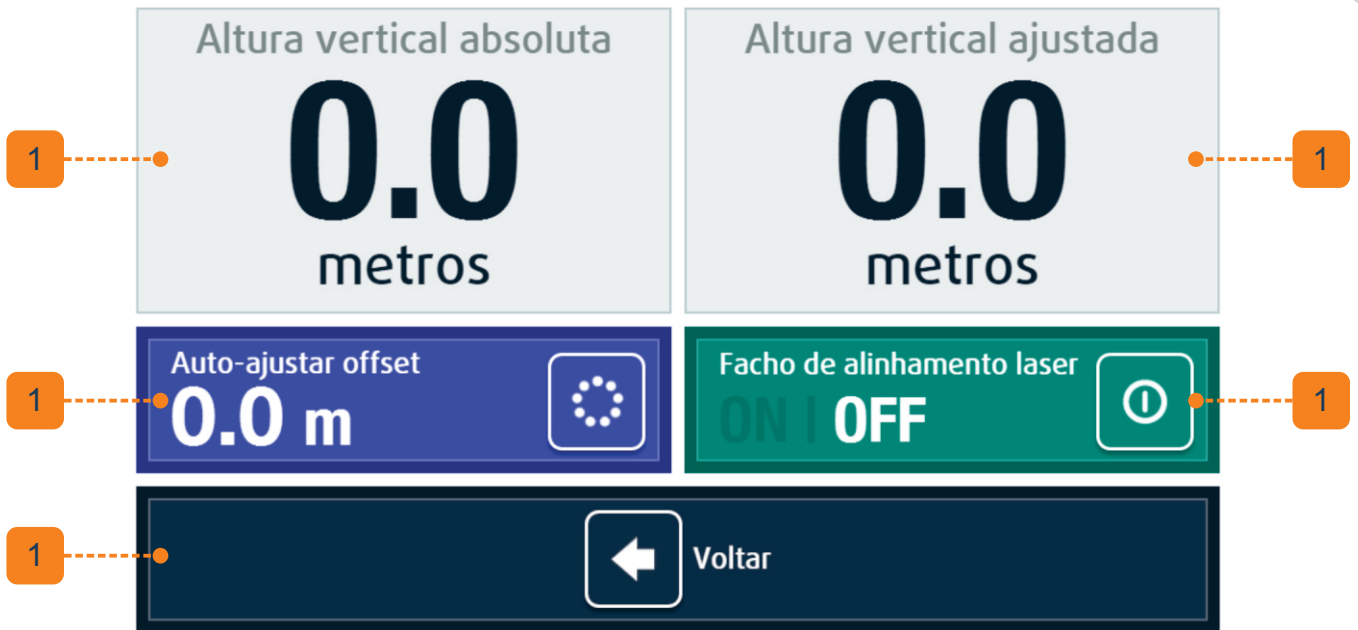 Altura vertical absoluta
0.0
metros
Altura vertical ajustada
0.0
metros
1
1
Auto-ajustar offset
0.0 m
Facho de alinhamento laser
ON | OFF
1
1
Voltar
1